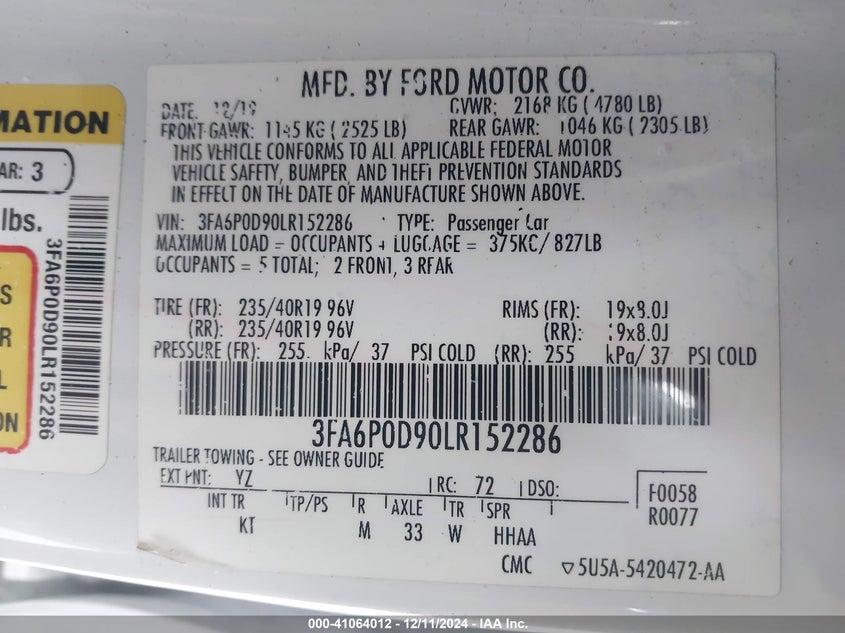 MATION
AR: 3
lbs.
S
R
L
ON
3FA6P0D90LR152286
MFD. BY FORD MOTOR CO.
DATE: 12/19 GVWR: 2168 KG ( 4780 LB)
FRONT GAWR: 1145 KG ( 2525 LB) REAR GAWR: 1046 KG ( 2305 LB)
THIS VEHICLE CONFORMS TO ALL APPLICABLE FEDERAL MOTOR
VEHICLE SAFETY, BUMPER, AND THEFT PREVENTION STANDARDS
IN EFFECT ON THE DATE OF MANUFACTURE SHOWN ABOVE.
VIN: 3FA6P0D90LR152286 TYPE: Passenger Car
MAXIMUM LOAD = OCCUPANTS + LUGGAGE = 375KG/ 827LB
OCCUPANTS = 5 TOTAL; 2 FRONT, 3 REAR
TIRE (FR): 235/40R19 96V RIMS (FR): 19x8.0J
(RR): 235/40R19 96V (RR): 19x8.0J
PRESSURE (FR): 255 kPa/ 37 PSI COLD (RR): 255 kPa/ 37 PSI COLD
3FA6P0D90LR152286
TRAILER TOWING - SEE OWNER GUIDE
EXT PNT: YZ RC: 72 DSO: F0058
INT TR TP/PS R AXLE TR SPR R0077
KT M 33 W HHAA
CMC ▽5U5A-5420472-AA
000-41064012 - 12/11/2024 - IAA, Inc.